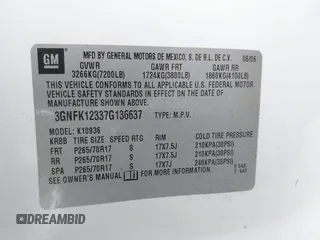 GM
MFD BY GENERAL MOTORS DE MEXICO, S. DE R.L. DE C.V. 06/06
GVWR GAWR FRT GAWR RR
3266KG(7200LB) 1724KG(3800LB) 1860KG(4100LB)
THIS VEHICLE CONFORMS TO ALL APPLICABLE U.S. FEDERAL MOTOR
VEHICLE SAFETY STANDARDS IN EFFECT ON THE DATE OF
MANUFACTURE SHOWN ABOVE.
3GNFK12337G136637 TYPE: M.P.V.
MODEL: K10936
KRBB TIRE SIZE SPEED RTG RIM COLD TIRE PRESSURE
FRT P265/70R17 S 17X7.5J 210KPA(30PSI)
RR P265/70R17 S 17X7.5J 210KPA(30PSI)
SPA P265/70R17 S 17X7J 240KPA(35PSI)
SEE OWNER'S MANUAL FOR ADDITIONAL INFORMATION
DREAMBID.COM